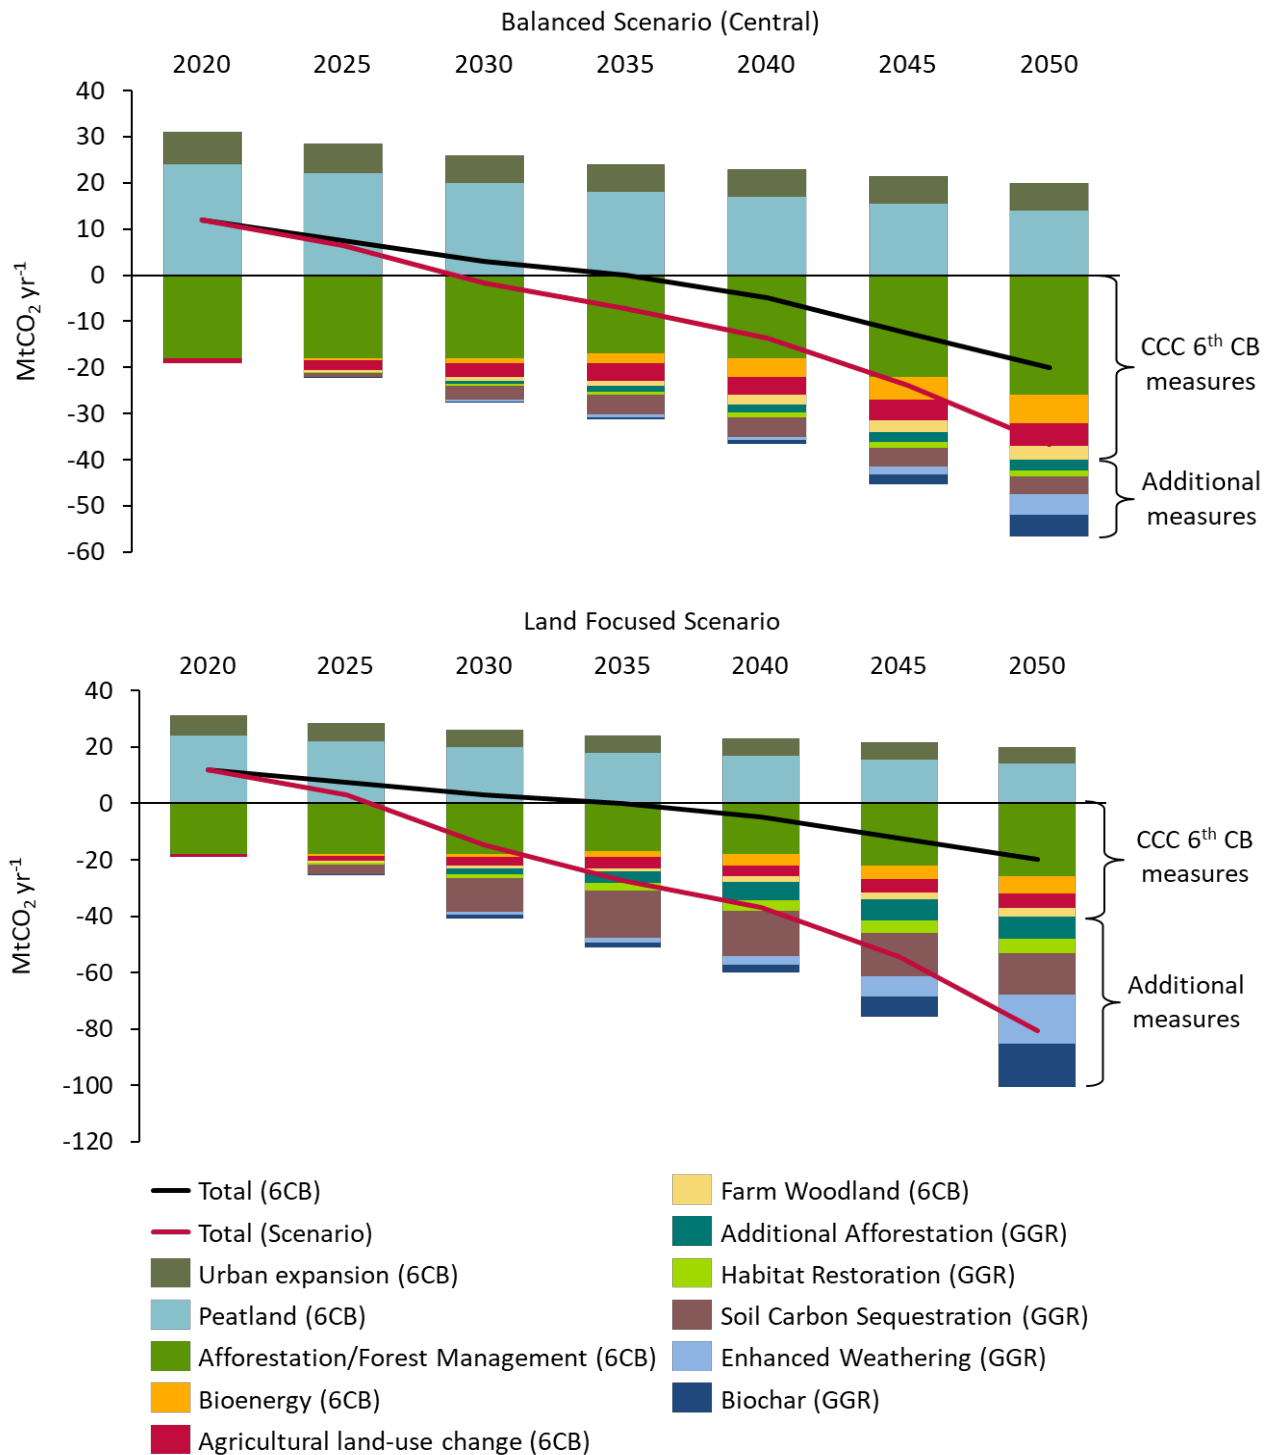 Balanced Scenario (Central)
2020 2025 2030 2035 2040 2045 2050
40
30
20
10
0
-10
-20
-30
-40
-50
-60
MtCO₂ yr⁻¹
CCC 6ᵗʰ CB
measures
Additional
measures
Land Focused Scenario
2020 2025 2030 2035 2040 2045 2050
40
20
0
-20
-40
-60
-80
-100
-120
MtCO₂ yr⁻¹
CCC 6ᵗʰ CB
measures
Additional
measures
Total (6CB)
Total (Scenario)
Urban expansion (6CB)
Peatland (6CB)
Afforestation/Forest Management (6CB)
Bioenergy (6CB)
Agricultural land-use change (6CB)
Farm Woodland (6CB)
Additional Afforestation (GGR)
Habitat Restoration (GGR)
Soil Carbon Sequestration (GGR)
Enhanced Weathering (GGR)
Biochar (GGR)